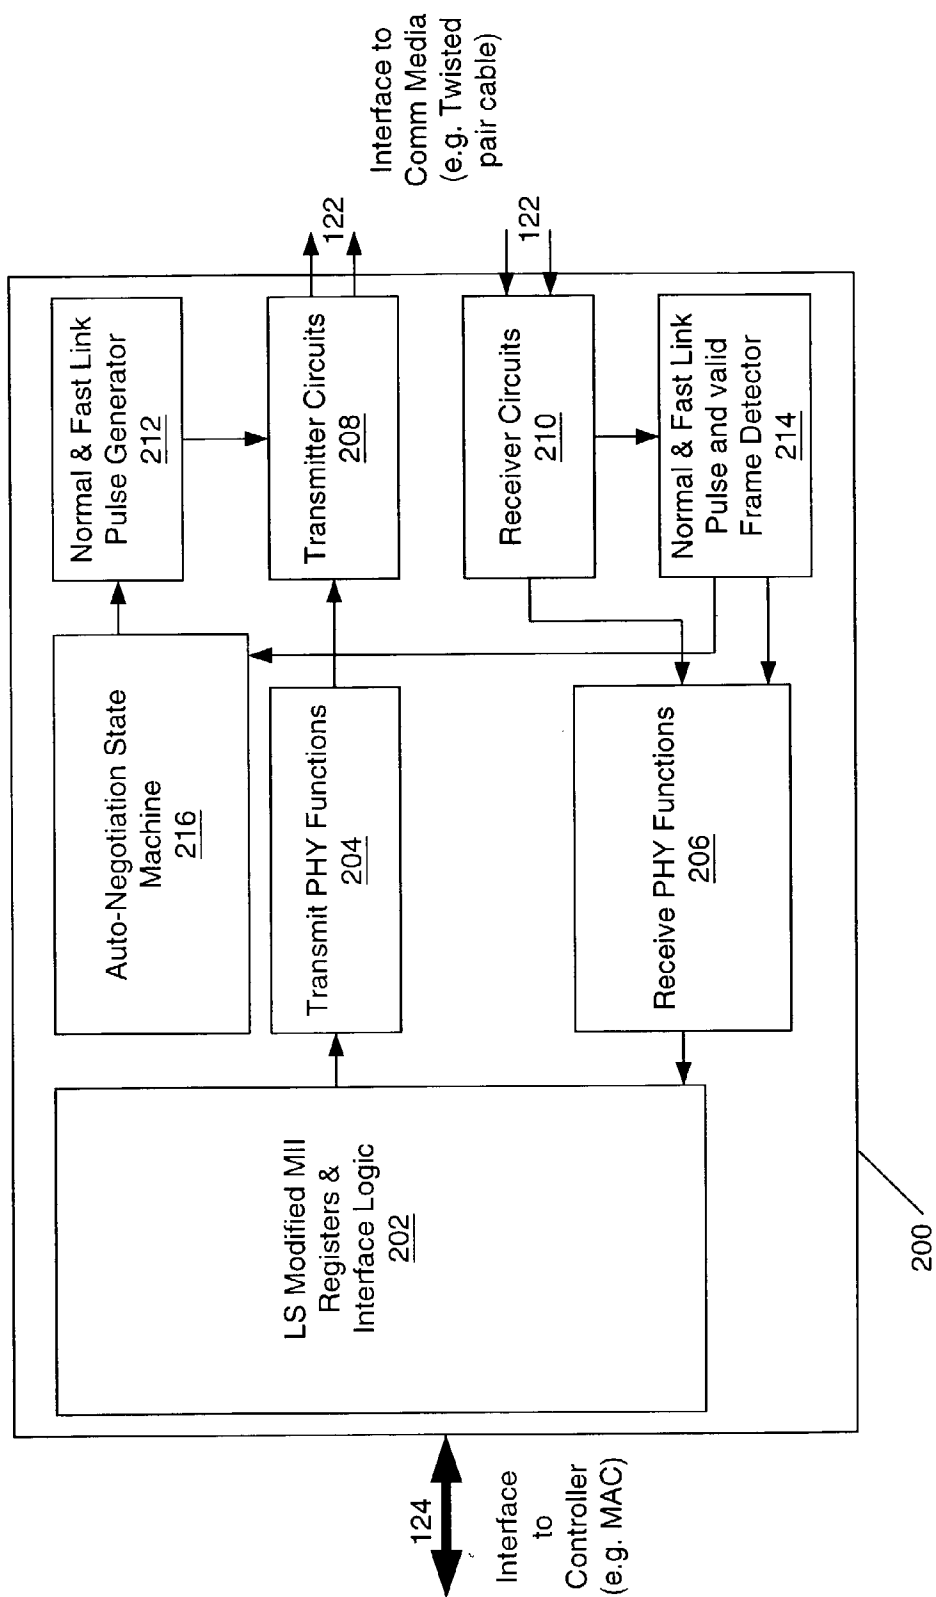 Interface to
Comm Media
(e.g. Twisted
pair cable)
122
122
Normal & Fast Link
Pulse Generator
212
Transmitter Circuits
208
Receiver Circuits
210
Normal & Fast Link
Pulse and valid
Frame Detector
214
Auto-Negotiation State
Machine
216
Transmit PHY Functions
204
Receive PHY Functions
206
LS Modified MII
Registers &
Interface Logic
202
200
124
Interface
to
Controller
(e.g. MAC)